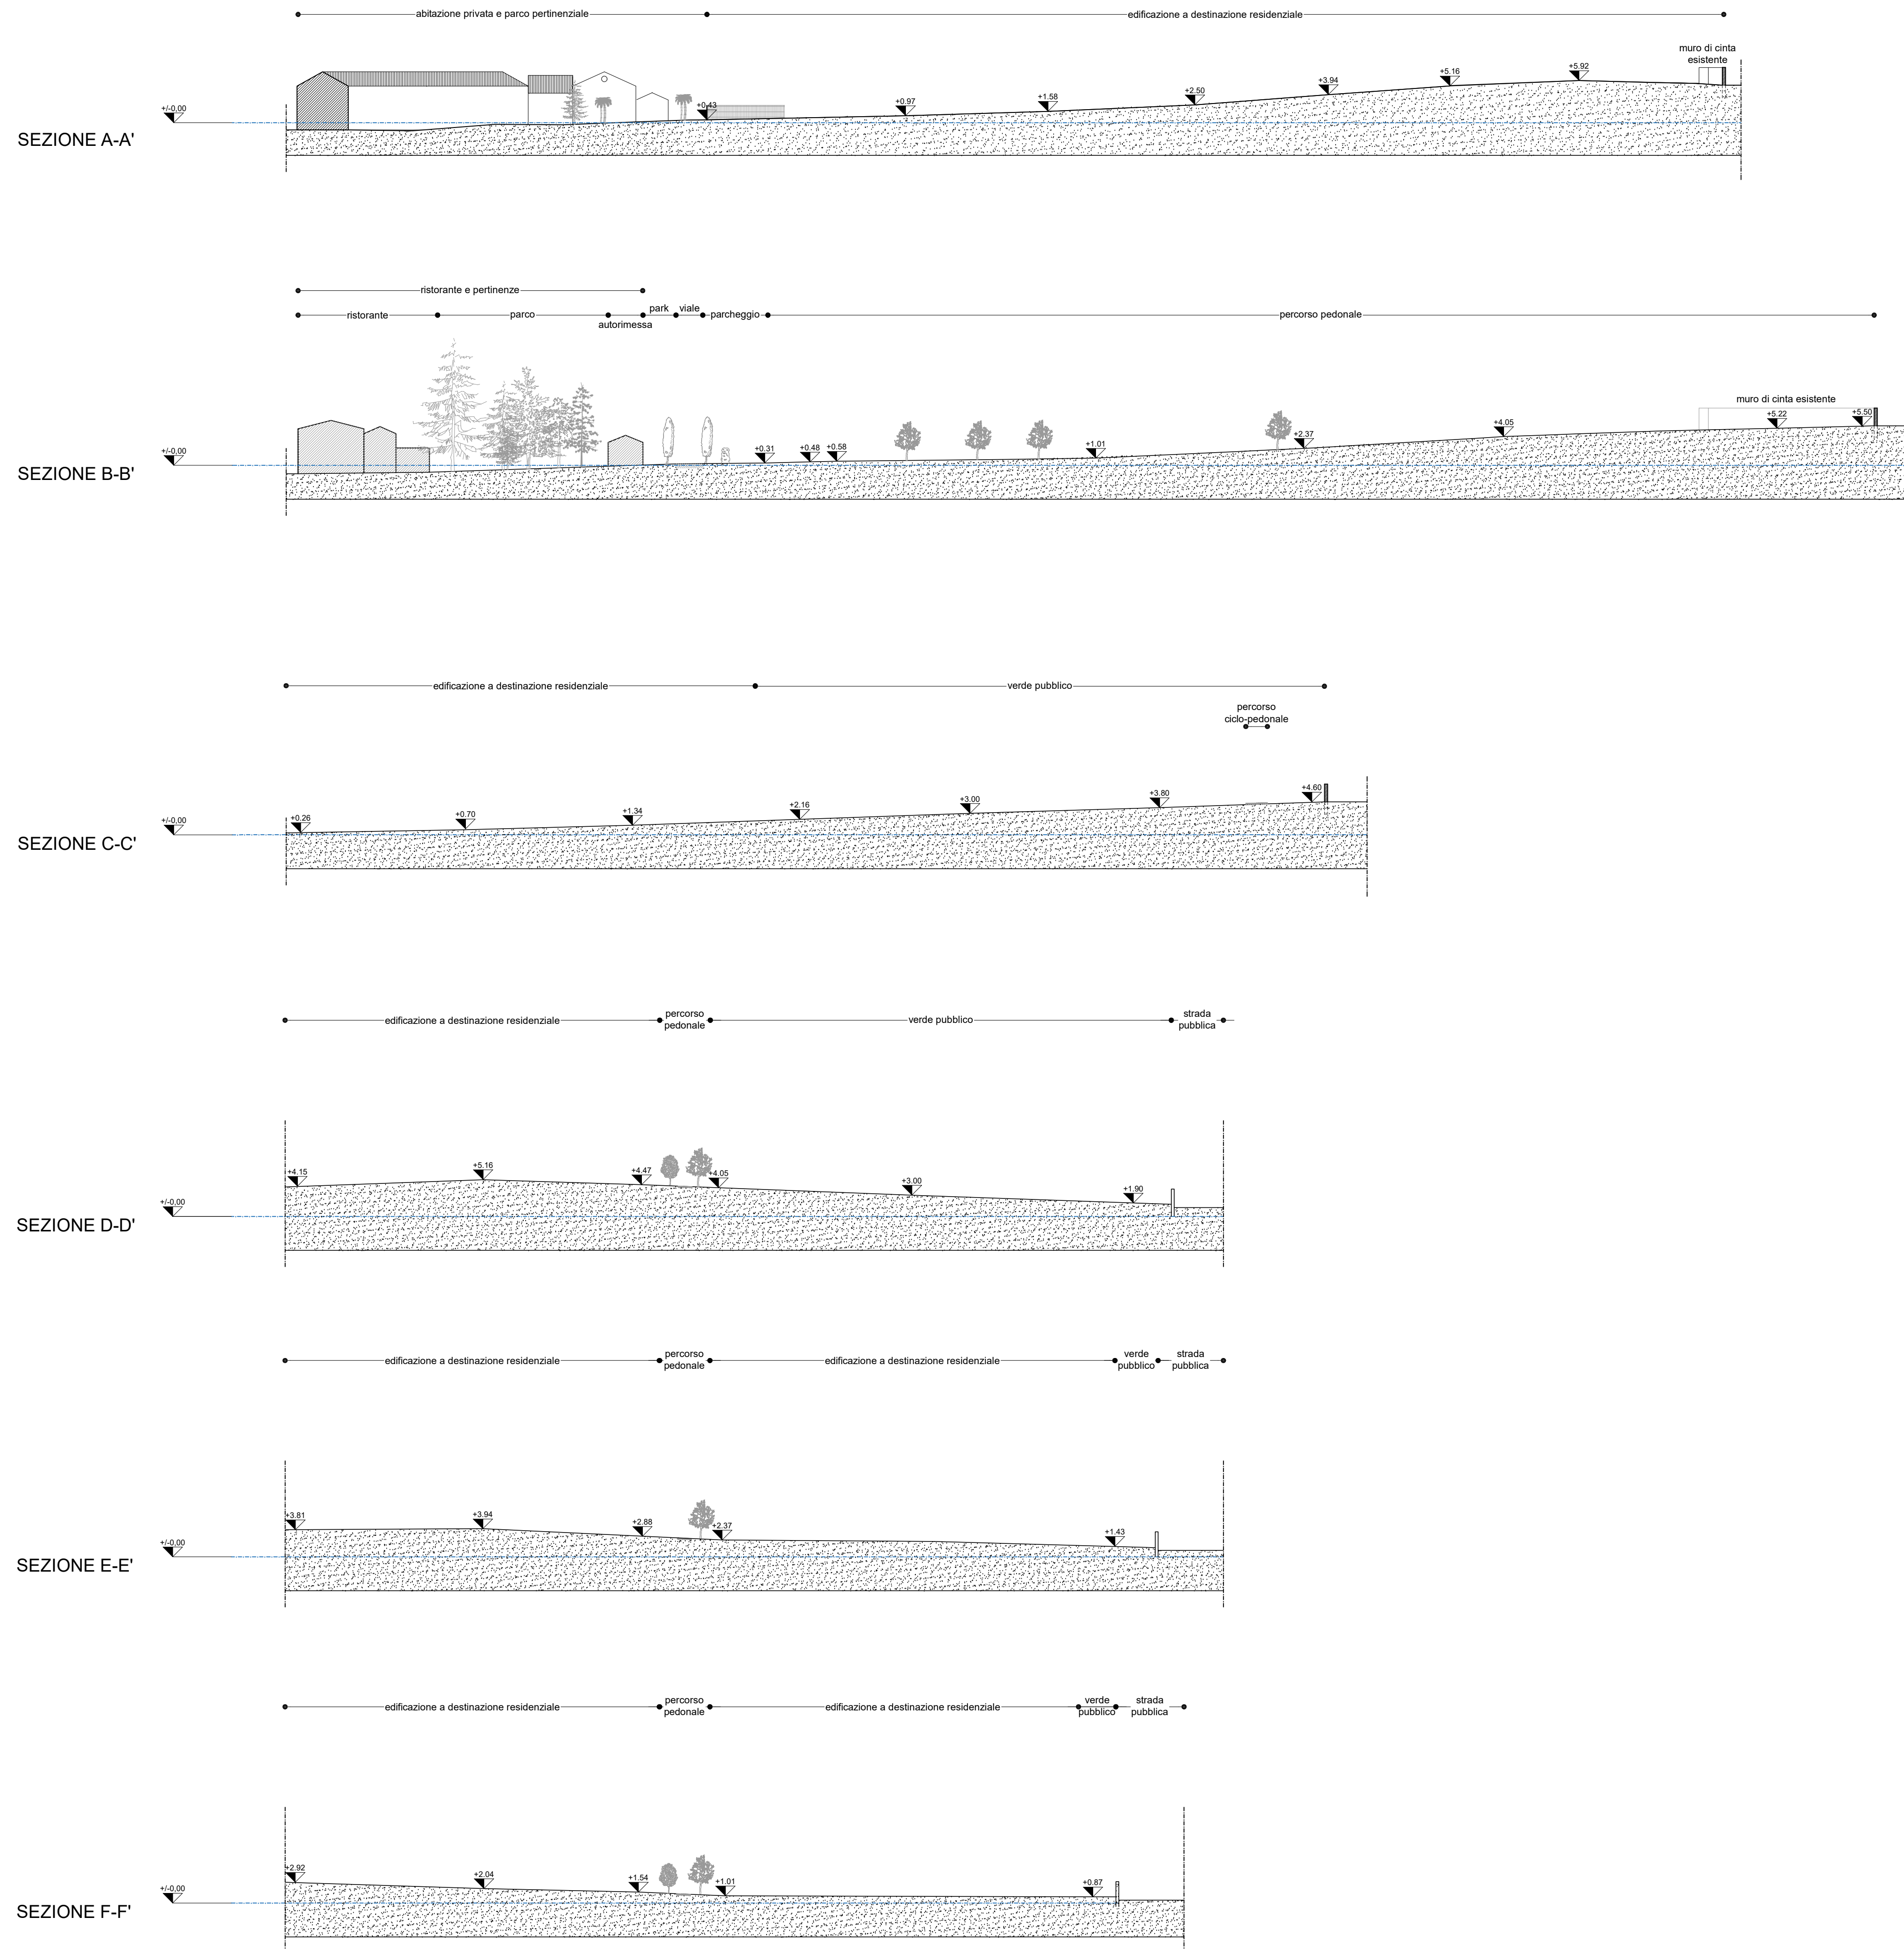 abitazione privata e parco pertinenziale
edificazione a destinazione residenziale
muro di cinta
esistente
+/-0,00
+0.43
+0.97
+1.58
+2.50
+3.94
+5.16
+5.92
SEZIONE A-A'
ristorante e pertinenze
ristorante
parco
autorimessa
park
viale
parcheggio
percorso pedonale
muro di cinta esistente
+/-0,00
+0.31
+0.48
+0.58
+1.01
+2.37
+4.05
+5.22
+5.50
SEZIONE B-B'
edificazione a destinazione residenziale
verde pubblico
percorso
ciclo-pedonale
+/-0,00
+0.26
+0.70
+1.34
+2.16
+3.00
+3.80
+4.60
SEZIONE C-C'
edificazione a destinazione residenziale
percorso
pedonale
verde pubblico
strada
pubblica
+/-0,00
+4.15
+5.16
+4.47
+4.05
+3.00
+1.90
SEZIONE D-D'
edificazione a destinazione residenziale
percorso
pedonale
edificazione a destinazione residenziale
verde
pubblico
strada
pubblica
+/-0,00
+3.81
+3.94
+2.88
+2.37
+1.43
SEZIONE E-E'
edificazione a destinazione residenziale
percorso
pedonale
edificazione a destinazione residenziale
verde
pubblico
strada
pubblica
+/-0,00
+2.92
+2.04
+1.54
+1.01
+0.87
SEZIONE F-F'